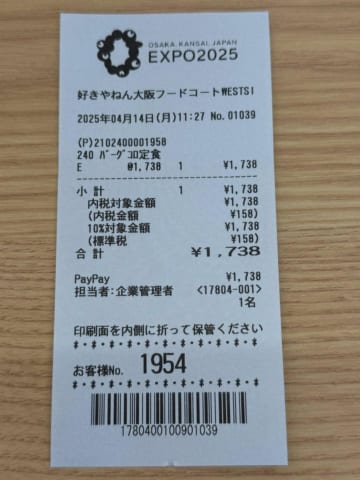 OSAKA, KANSAI, JAPAN
EXPO2025
好きやねん大阪フードコートWESTSI
2025年04月14日(月)11:27 No.01039
(P)2102400001958
240 ﾊﾞｰｸﾞｺﾛ定食
E @1,738 1 ¥1,738
小 計 1 ¥1,738
内税対象金額 ¥1,738
(内税金額 ¥158)
10%対象金額 ¥1,738
(標準税 ¥158)
合 計 ¥1,738
PayPay ¥1,738
担当者:企業管理者 <17804-001>
1名
印刷面を内側に折って保管ください
*・*・*・*・*・*・*・*・*・*・*・*
お客様No. 1954
*・*・*・*・*・*・*・*・*・*・*・*
1780400100901039